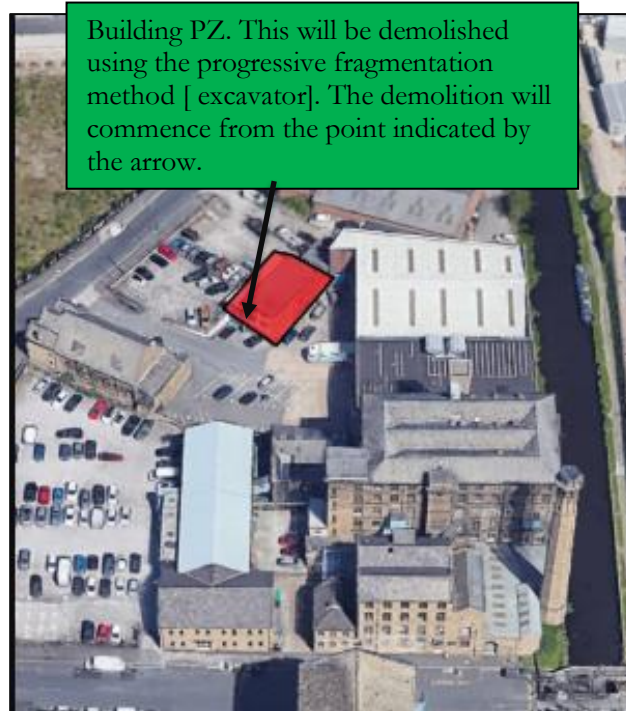 Building PZ. This will be demolished
using the progressive fragmentation
method [ excavator]. The demolition will
commence from the point indicated by
the arrow.